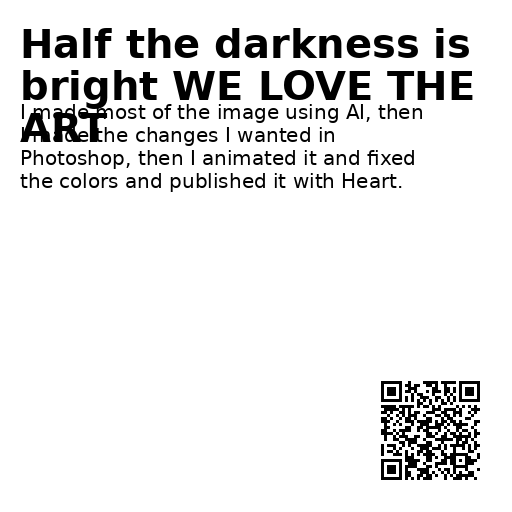 Half the darkness is
bright WE LOVE THE
ART
I made most of the image using AI, then
I made the changes I wanted in
Photoshop, then I animated it and fixed
the colors and published it with Heart.